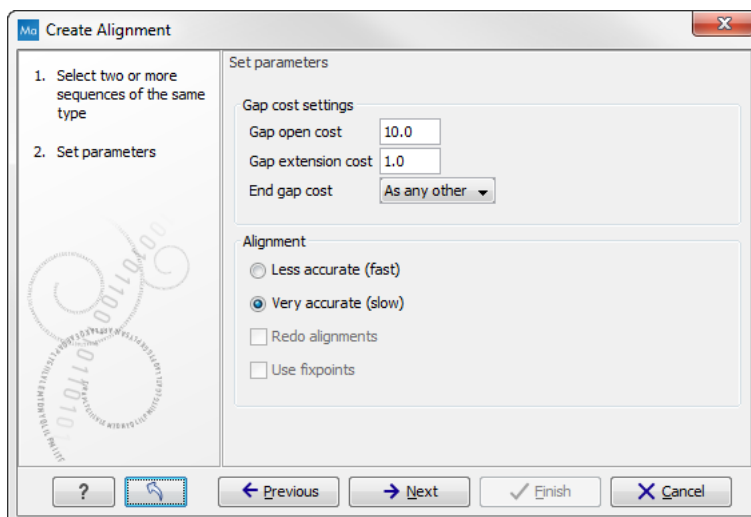 Ma Create Alignment
1. Select two or more
sequences of the same
type
2. Set parameters
Set parameters
Gap cost settings
Gap open cost 10.0
Gap extension cost 1.0
End gap cost As any other
Alignment
Less accurate (fast)
Very accurate (slow)
Redo alignments
Use fixpoints
? Previous Next Finish Cancel